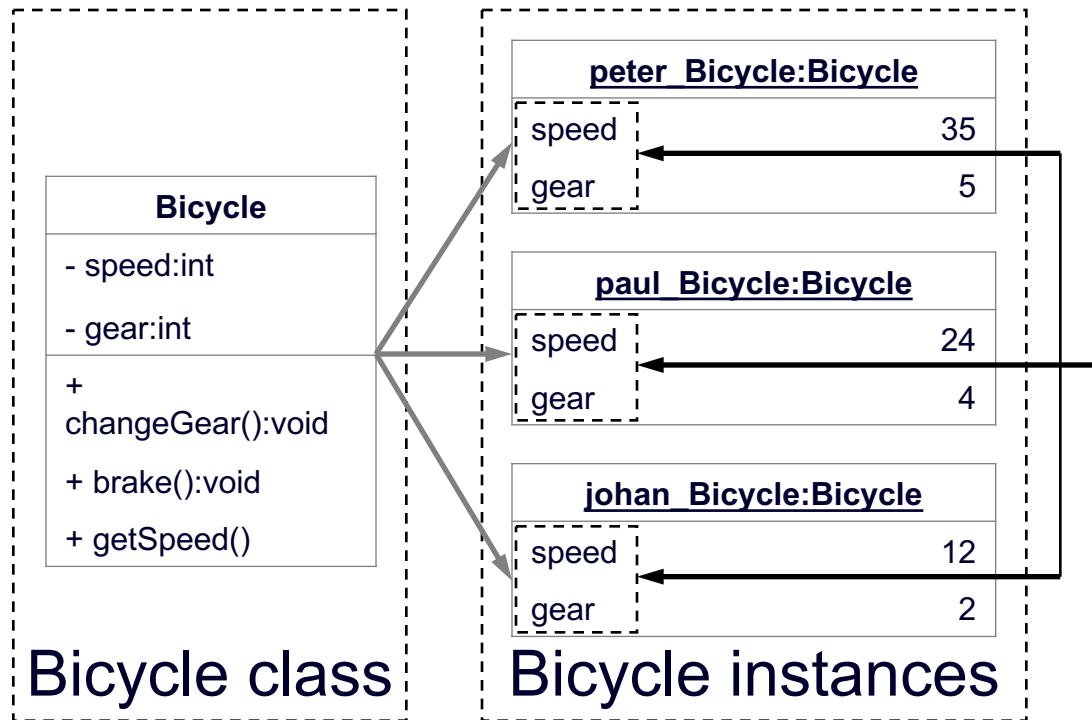 Bicycle
- speed:int
- gear:int
+
changeGear():void
+ brake():void
+ getSpeed()
Bicycle class
peter_Bicycle:Bicycle
speed 35
gear 5
paul_Bicycle:Bicycle
speed 24
gear 4
johan_Bicycle:Bicycle
speed 12
gear 2
Bicycle instances